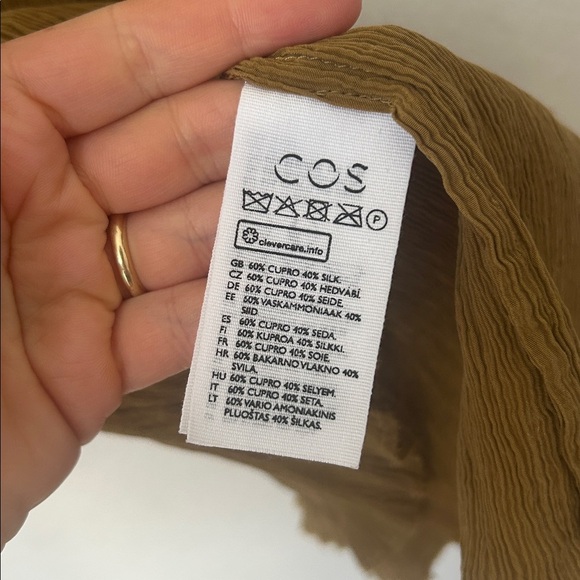 COS
P
clevercare.info
GB 60% CUPRO 40% SILK.
CZ 60% CUPRO 40% HEDVÁBÍ.
DE 60% CUPRO 40% SEIDE.
EE 60% VASKAMMONIAAK 40%
SIID
ES 60% CUPRO 40% SEDA.
FI 60% KUPROA 40% SILKKI.
FR 60% CUPRO 40% SOIE.
HR 60% BAKARNO VLAKNO 40%
SVILA.
HU 60% CUPRO 40% SELYEM.
IT 60% CUPRO 40% SETA.
LT 60% VARIO AMONIAKINIS
PLUOŠTAS 40% ŠILKAS.